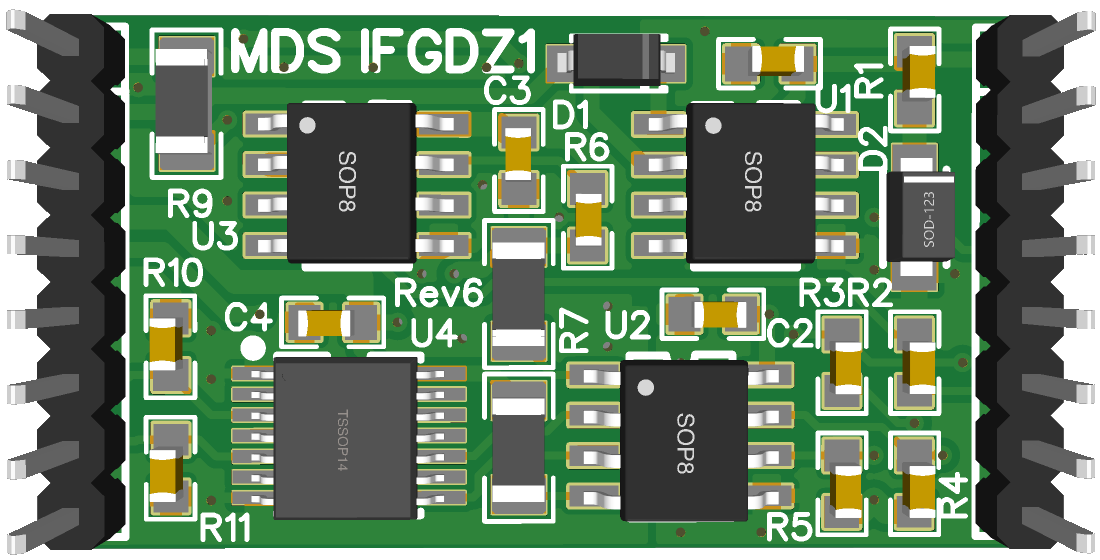 MDS IFGDZ1
C3
D1
U1
R1
R6
D2
SOP8
SOP8
SOD-123
R9
U3
R10
Rev6
R3R2
C4
U4
R7
U2
C2
TSSOP14
SOP8
R11
R5
R4